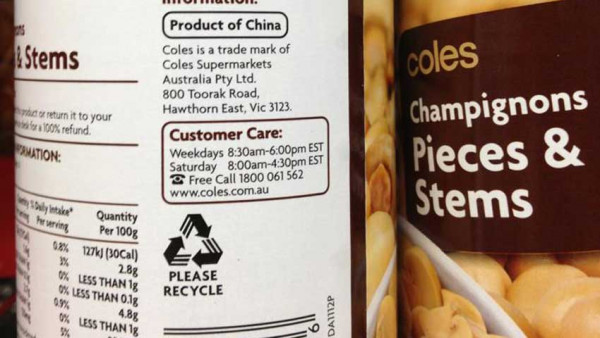 & Stems
product or return it to your
desk for a 100% refund.
Quantity
Per 100g
% Daily Intake*
Per serving
0.8%
127kJ (30Cal)
3%
2.8g
0%
LESS THAN 1g
0%
LESS THAN 0.1g
0.9%
4.8g
0%
LESS THAN 1g
5%
Information:
Product of China
Coles is a trade mark of
Coles Supermarkets
Australia Pty Ltd.
800 Toorak Road,
Hawthorn East, Vic 3123.
Customer Care:
Weekdays 8:30am-6:00pm EST
Saturday 8:00am-4:30pm EST
Free Call 1800 061 562
www.coles.com.au
PLEASE
RECYCLE
9
DA1112P
coles
Champignons
Pieces &
Stems